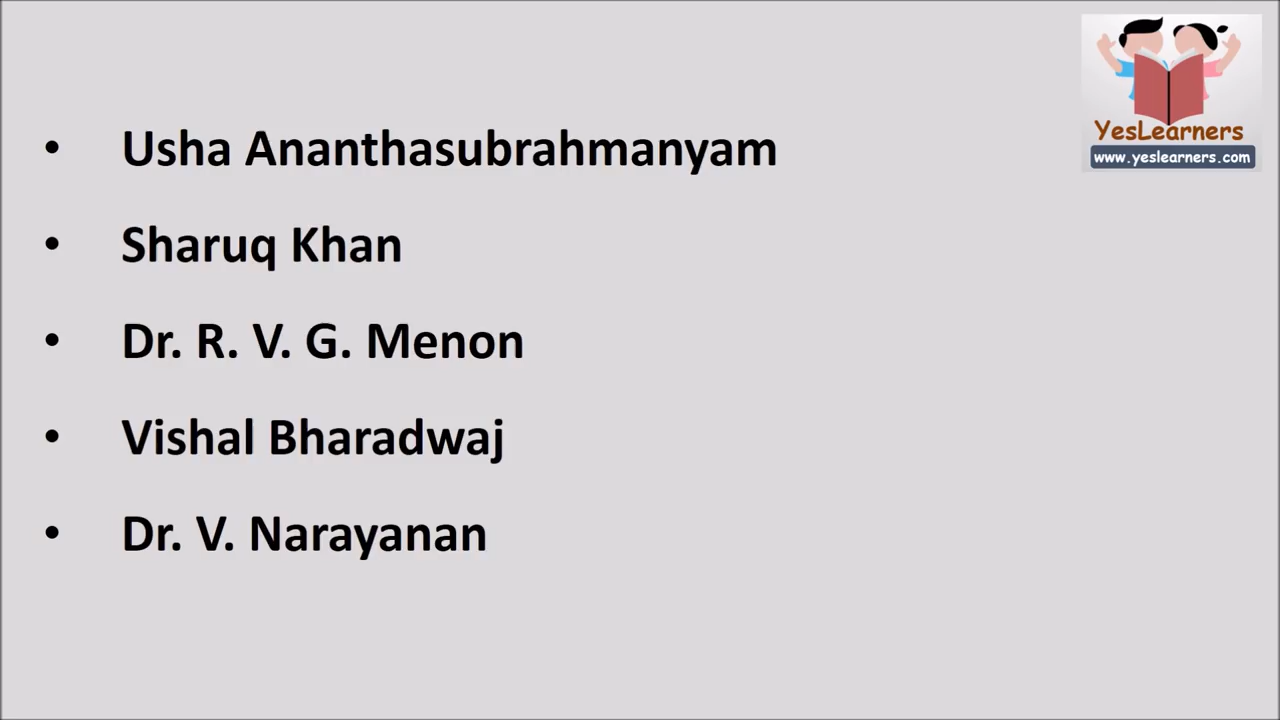 • Usha Ananthasubrahmanyam
• Sharuq Khan
• Dr. R. V. G. Menon
• Vishal Bharadwaj
• Dr. V. Narayanan
YesLearners
www.yeslearners.com